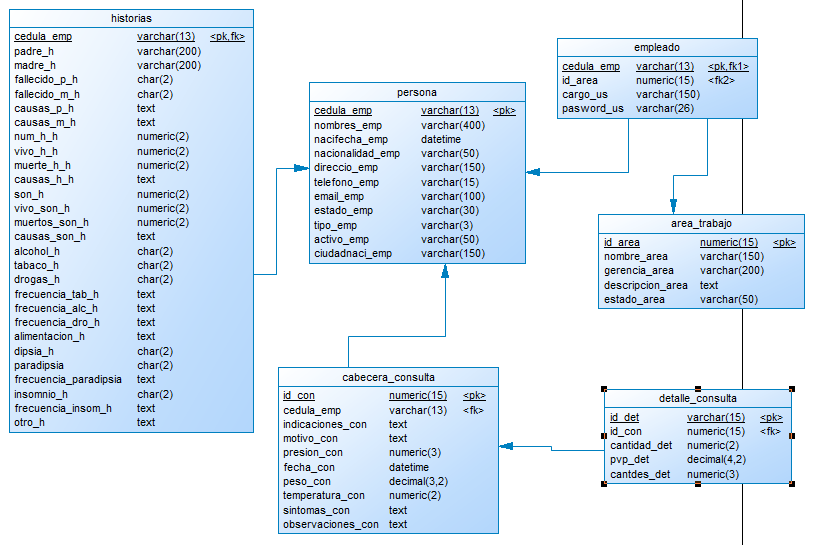 historias
cedula_emp varchar(13) <pk,fk>
padre_h varchar(200)
madre_h varchar(200)
fallecido_p_h char(2)
fallecido_m_h char(2)
causas_p_h text
causas_m_h text
num_h_h numeric(2)
vivo_h_h numeric(2)
muerte_h_h numeric(2)
causas_h_h text
son_h numeric(2)
vivo_son_h numeric(2)
muertos_son_h numeric(2)
causas_son_h text
alcohol_h char(2)
tabaco_h char(2)
drogas_h char(2)
frecuencia_tab_h text
frecuencia_alc_h text
frecuencia_dro_h text
alimentacion_h text
dipsia_h char(2)
paradipsia char(2)
frecuencia_paradipsia text
insomnio_h char(2)
frecuencia_insom_h text
otro_h text
persona
cedula_emp varchar(13) <pk>
nombres_emp varchar(400)
nacifecha_emp datetime
nacionalidad_emp varchar(50)
direccio_emp varchar(150)
telefono_emp varchar(15)
email_emp varchar(100)
estado_emp varchar(30)
tipo_emp varchar(3)
activo_emp varchar(50)
ciudadnaci_emp varchar(150)
empleado
cedula_emp varchar(13) <pk,fk1>
id_area numeric(15) <fk2>
cargo_us varchar(150)
pasword_us varchar(26)
area_trabajo
id_area numeric(15) <pk>
nombre_area varchar(150)
gerencia_area varchar(200)
descripcion_area text
estado_area varchar(50)
cabecera_consulta
id_con numeric(15) <pk>
cedula_emp varchar(13) <fk>
indicaciones_con text
motivo_con text
presion_con numeric(3)
fecha_con datetime
peso_con decimal(3,2)
temperatura_con numeric(2)
sintomas_con text
observaciones_con text
detalle_consulta
id_det varchar(15) <pk>
id_con numeric(15) <fk>
cantidad_det numeric(2)
pvp_det decimal(4,2)
cantdes_det numeric(3)